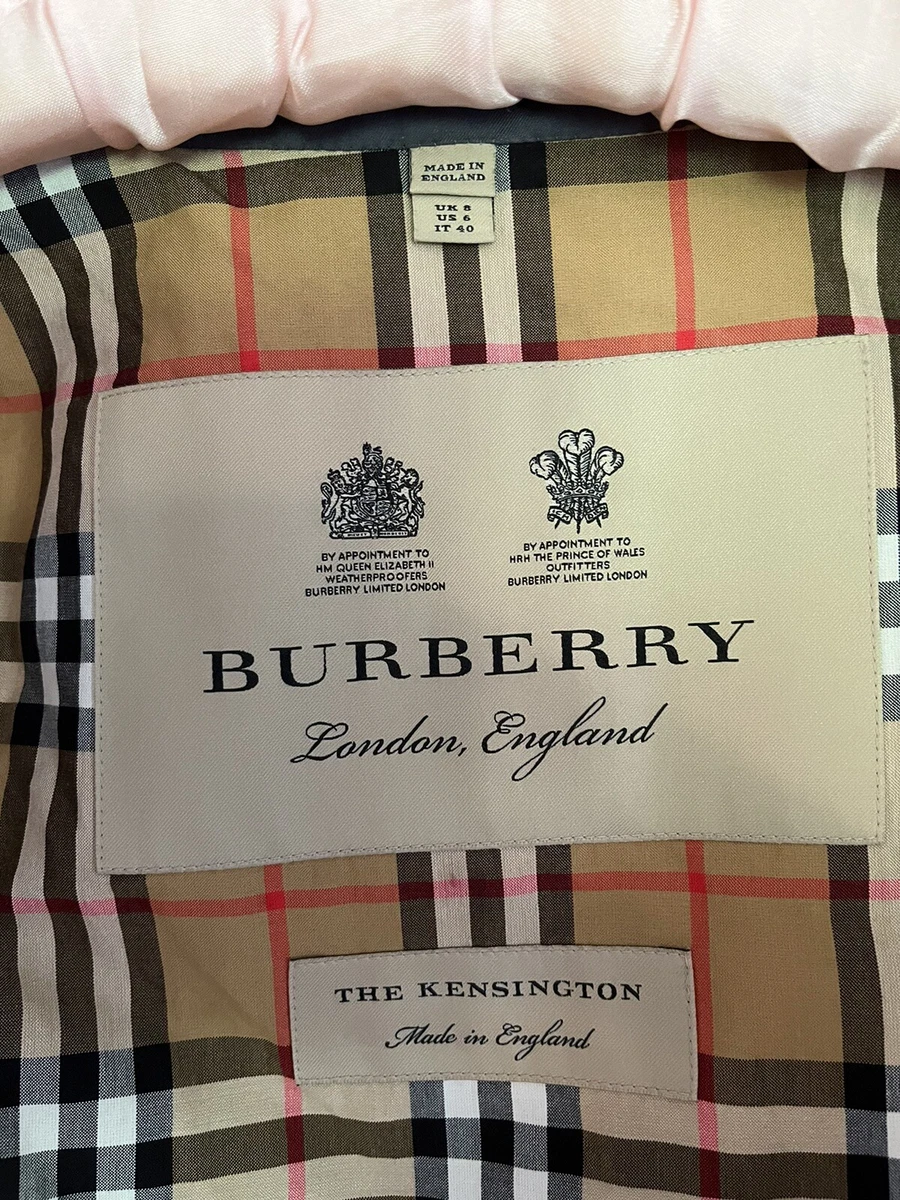 MADE IN
ENGLAND
UK 8
US 6
IT 40
BY APPOINTMENT TO
HM QUEEN ELIZABETH II
WEATHERPROOFERS
BURBERRY LIMITED LONDON
BY APPOINTMENT TO
HRH THE PRINCE OF WALES
OUTFITTERS
BURBERRY LIMITED LONDON
BURBERRY
London, England
THE KENSINGTON
Made in England